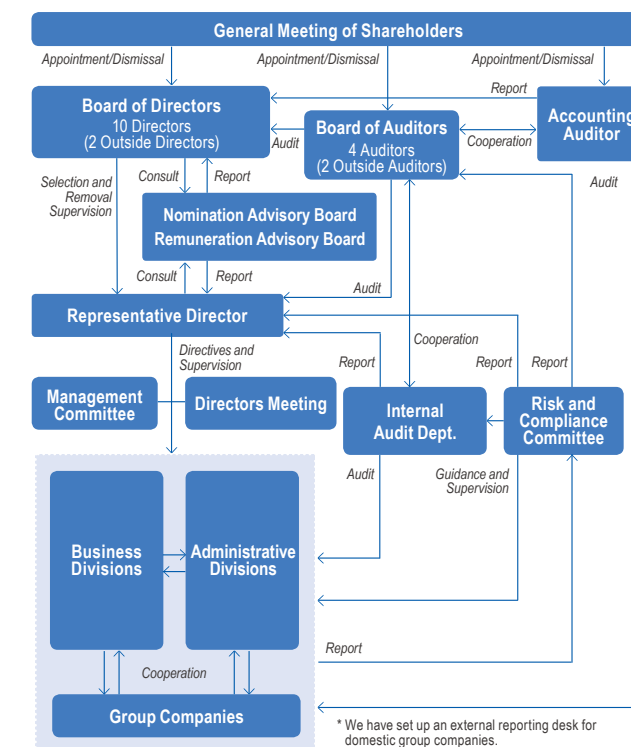 General Meeting of Shareholders
Appointment/Dismissal
Appointment/Dismissal
Appointment/Dismissal
Board of Directors
10 Directors
(2 Outside Directors)
Report
Accounting
Auditor
Board of Auditors
4 Auditors
(2 Outside Auditors)
Audit
Cooperation
Selection and
Removal
Supervision
Consult
Report
Audit
Nomination Advisory Board
Remuneration Advisory Board
Consult
Report
Audit
Representative Director
Directives and
Supervision
Cooperation
Report
Report
Report
Management
Committee
Directors Meeting
Internal
Audit Dept.
Risk and
Compliance
Committee
Audit
Guidance and
Supervision
Business
Divisions
Administrative
Divisions
Report
Cooperation
Group Companies
* We have set up an external reporting desk for
domestic group companies.